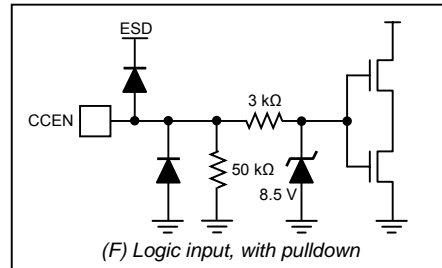 ESD
CCEN
3 kΩ
50 kΩ
8.5 V
(F) Logic input, with pulldown